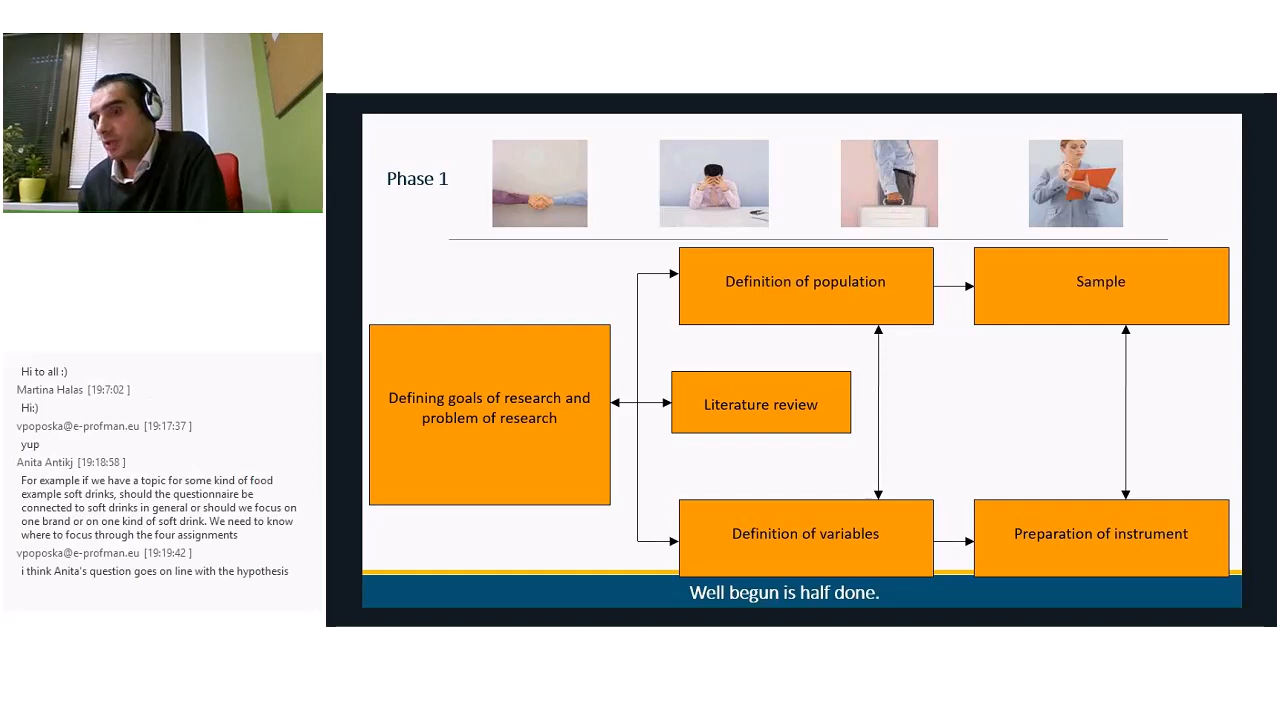 Hi to all :)
Martina Halas [19:7:02 ]
Hi:)
vpoposka@e-profman.eu [19:17:37 ]
yup
Anita Antikj [19:18:58 ]
For example if we have a topic for some kind of food
example soft drinks, should the questionnaire be
connected to soft drinks in general or should we focus on
one brand or on one kind of soft drink. We need to know
where to focus through the four assignments
vpoposka@e-profman.eu [19:19:42 ]
i think Anita's question goes on line with the hypothesis
Phase 1
Definition of population
Sample
Defining goals of research and
problem of research
Literature review
Definition of variables
Preparation of instrument
Well begun is half done.